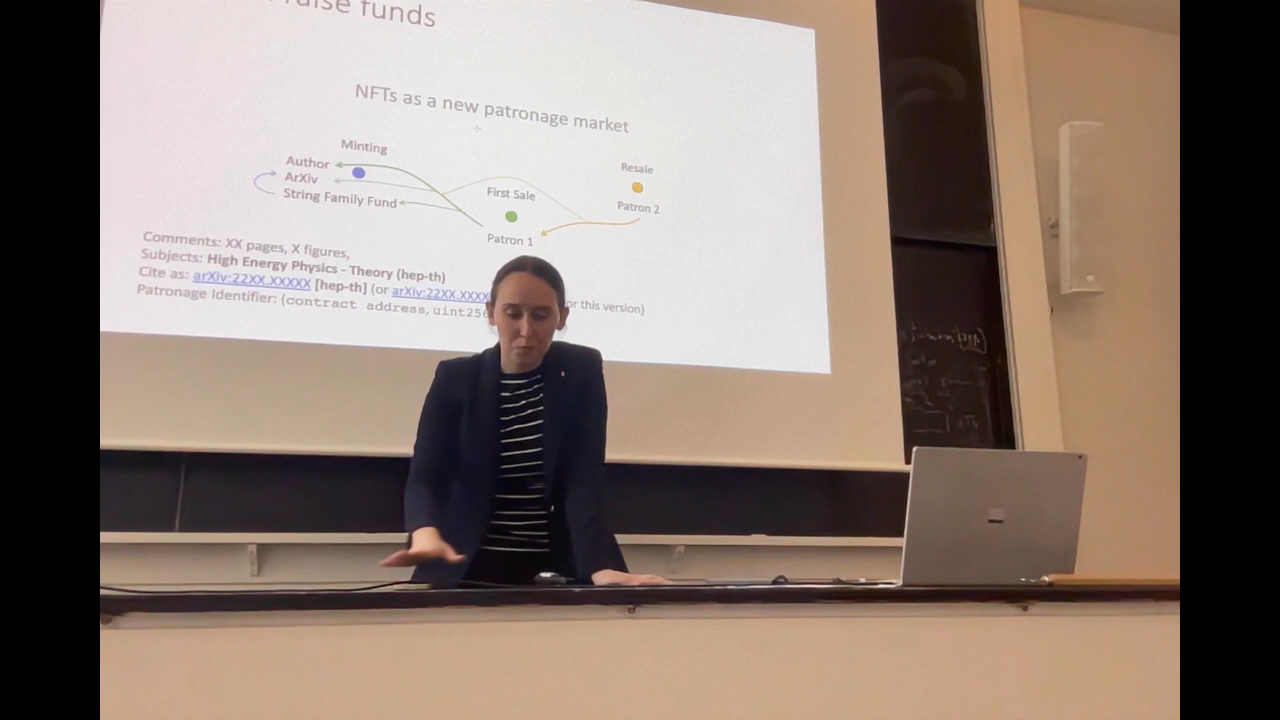 raise funds
NFTs as a new patronage market
Minting
Author
ArXiv
String Family Fund
First Sale
Patron 1
Resale
Patron 2
Comments: XX pages, X figures,
Subjects: High Energy Physics - Theory (hep-th)
Cite as: arXiv:22XX.XXXXX [hep-th] (or arXiv:22XX.XXXX or this version)
Patronage Identifier: (contract address, uint256